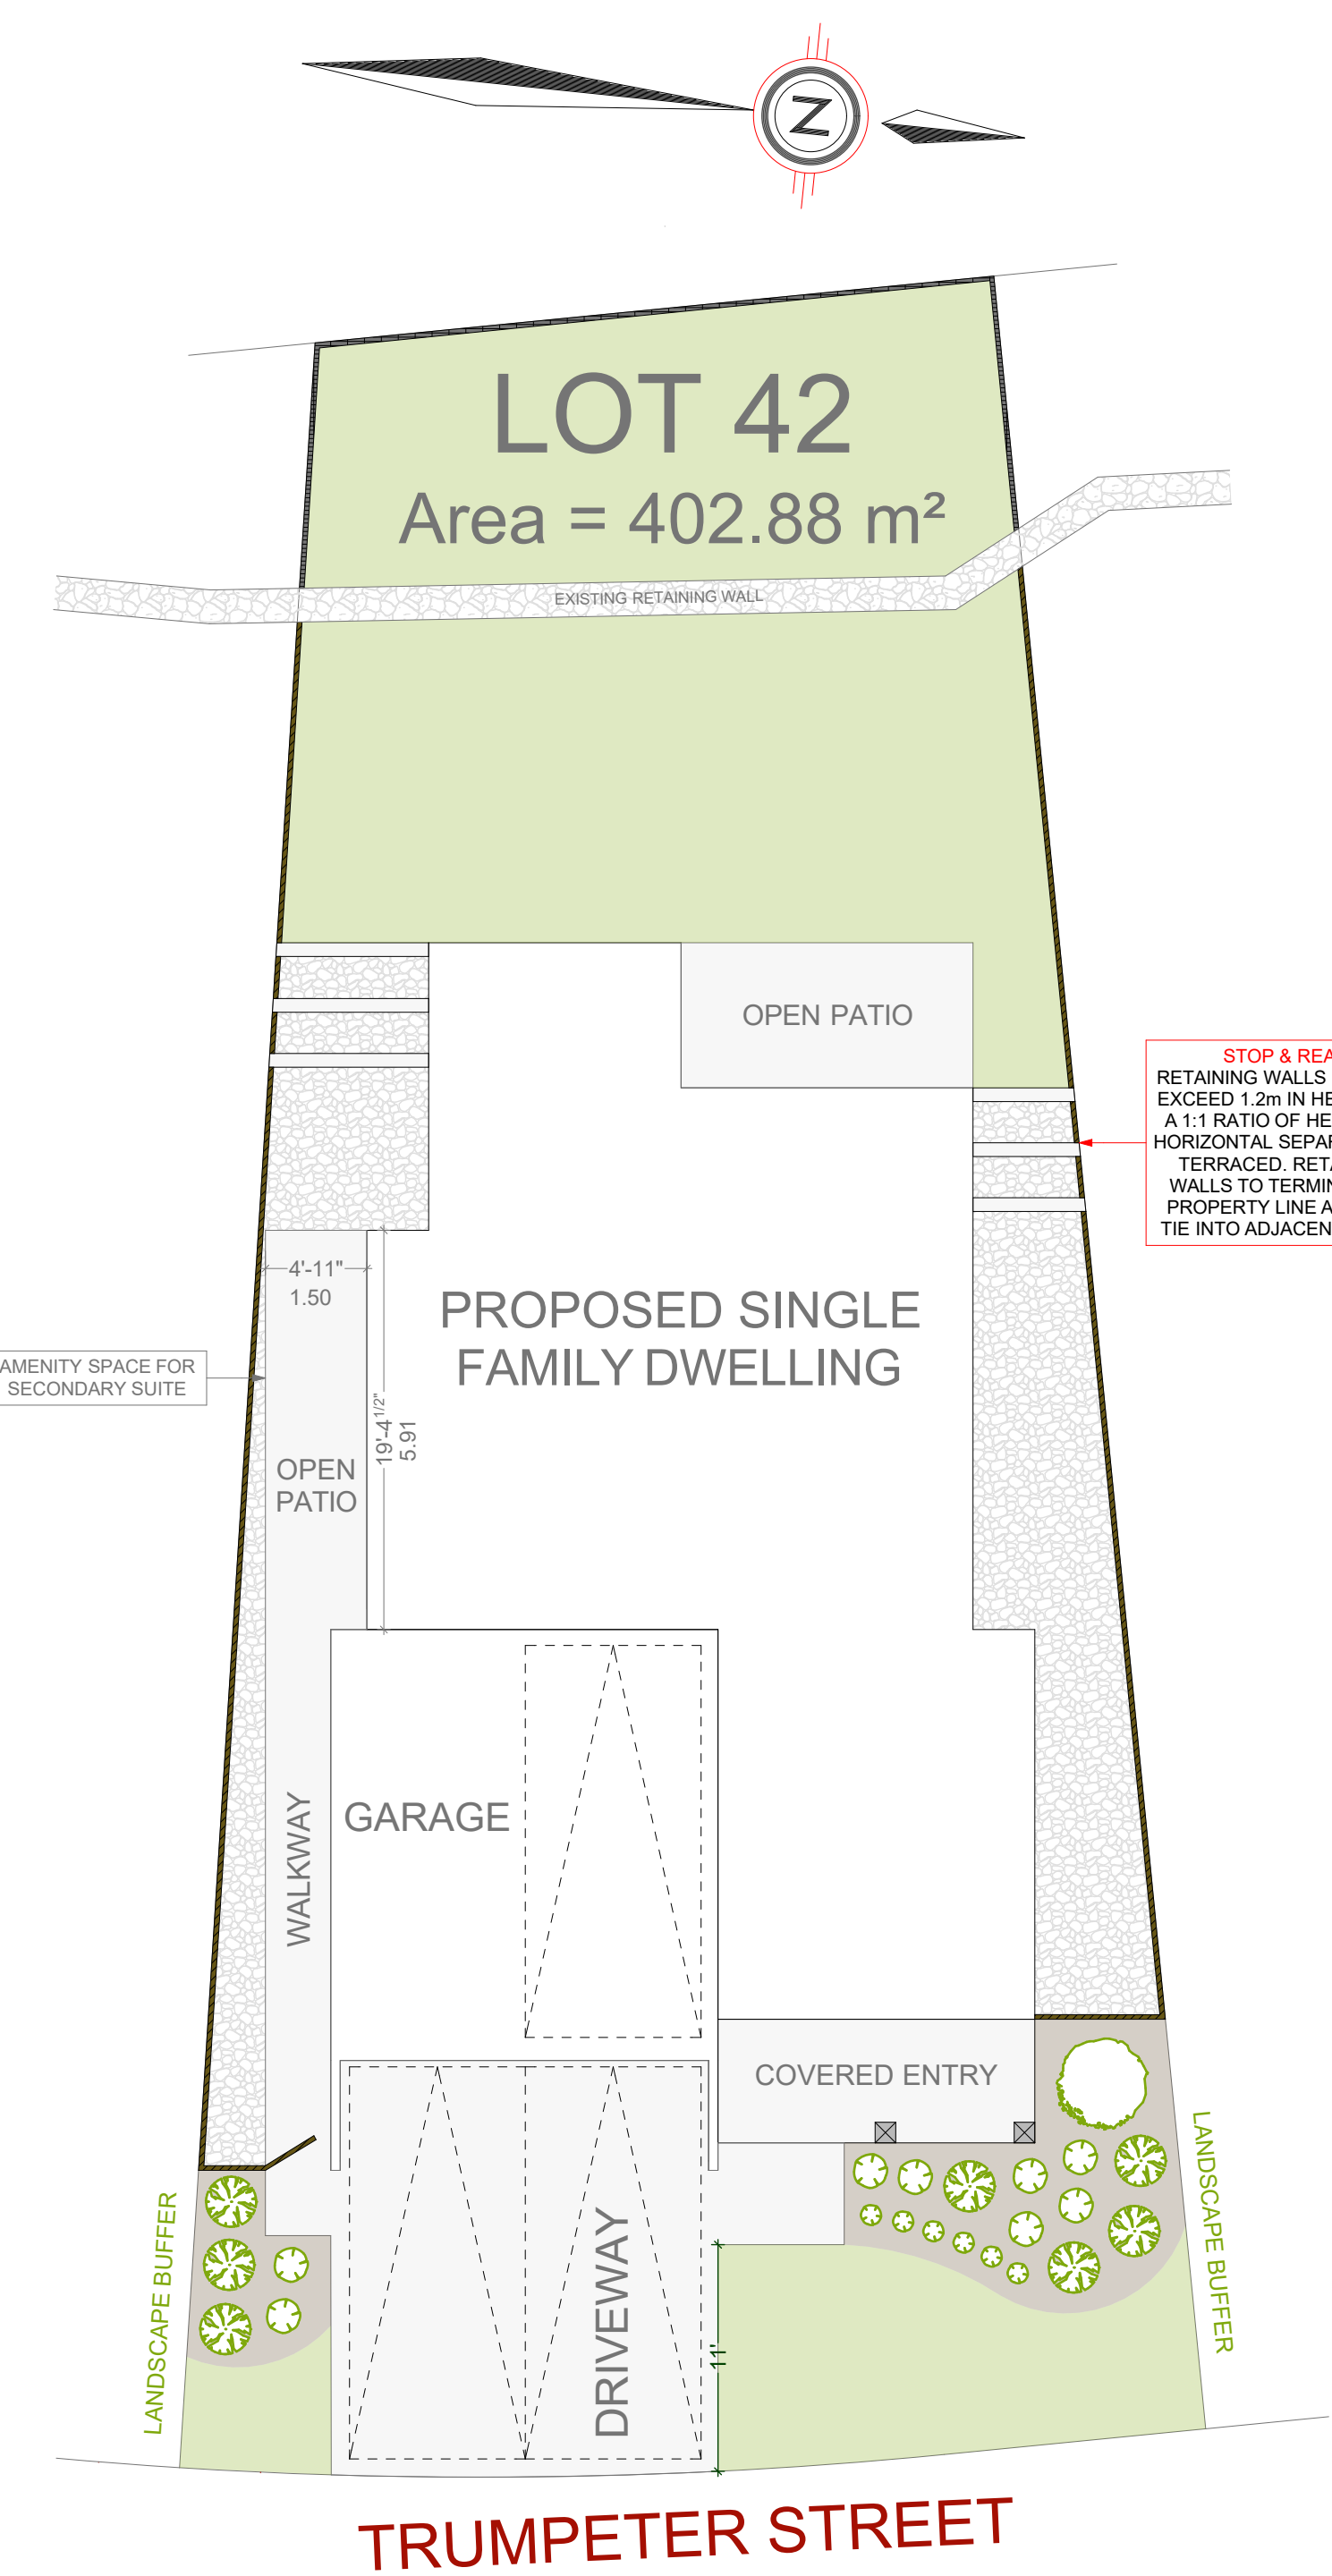 N
LOT 42
Area = 402.88 m²
EXISTING RETAINING WALL
OPEN PATIO
STOP & REA
RETAINING WALLS
EXCEED 1.2m IN HE
A 1:1 RATIO OF HE
HORIZONTAL SEPAR
TERRACED. RETA
WALLS TO TERMIN
PROPERTY LINE A
TIE INTO ADJACEN
4'-11"
1.50
PROPOSED SINGLE
FAMILY DWELLING
AMENITY SPACE FOR
SECONDARY SUITE
19'-4 1/2"
5.91
OPEN
PATIO
GARAGE
WALKWAY
COVERED ENTRY
LANDSCAPE BUFFER
LANDSCAPE BUFFER
DRIVEWAY
11'
TRUMPETER STREET